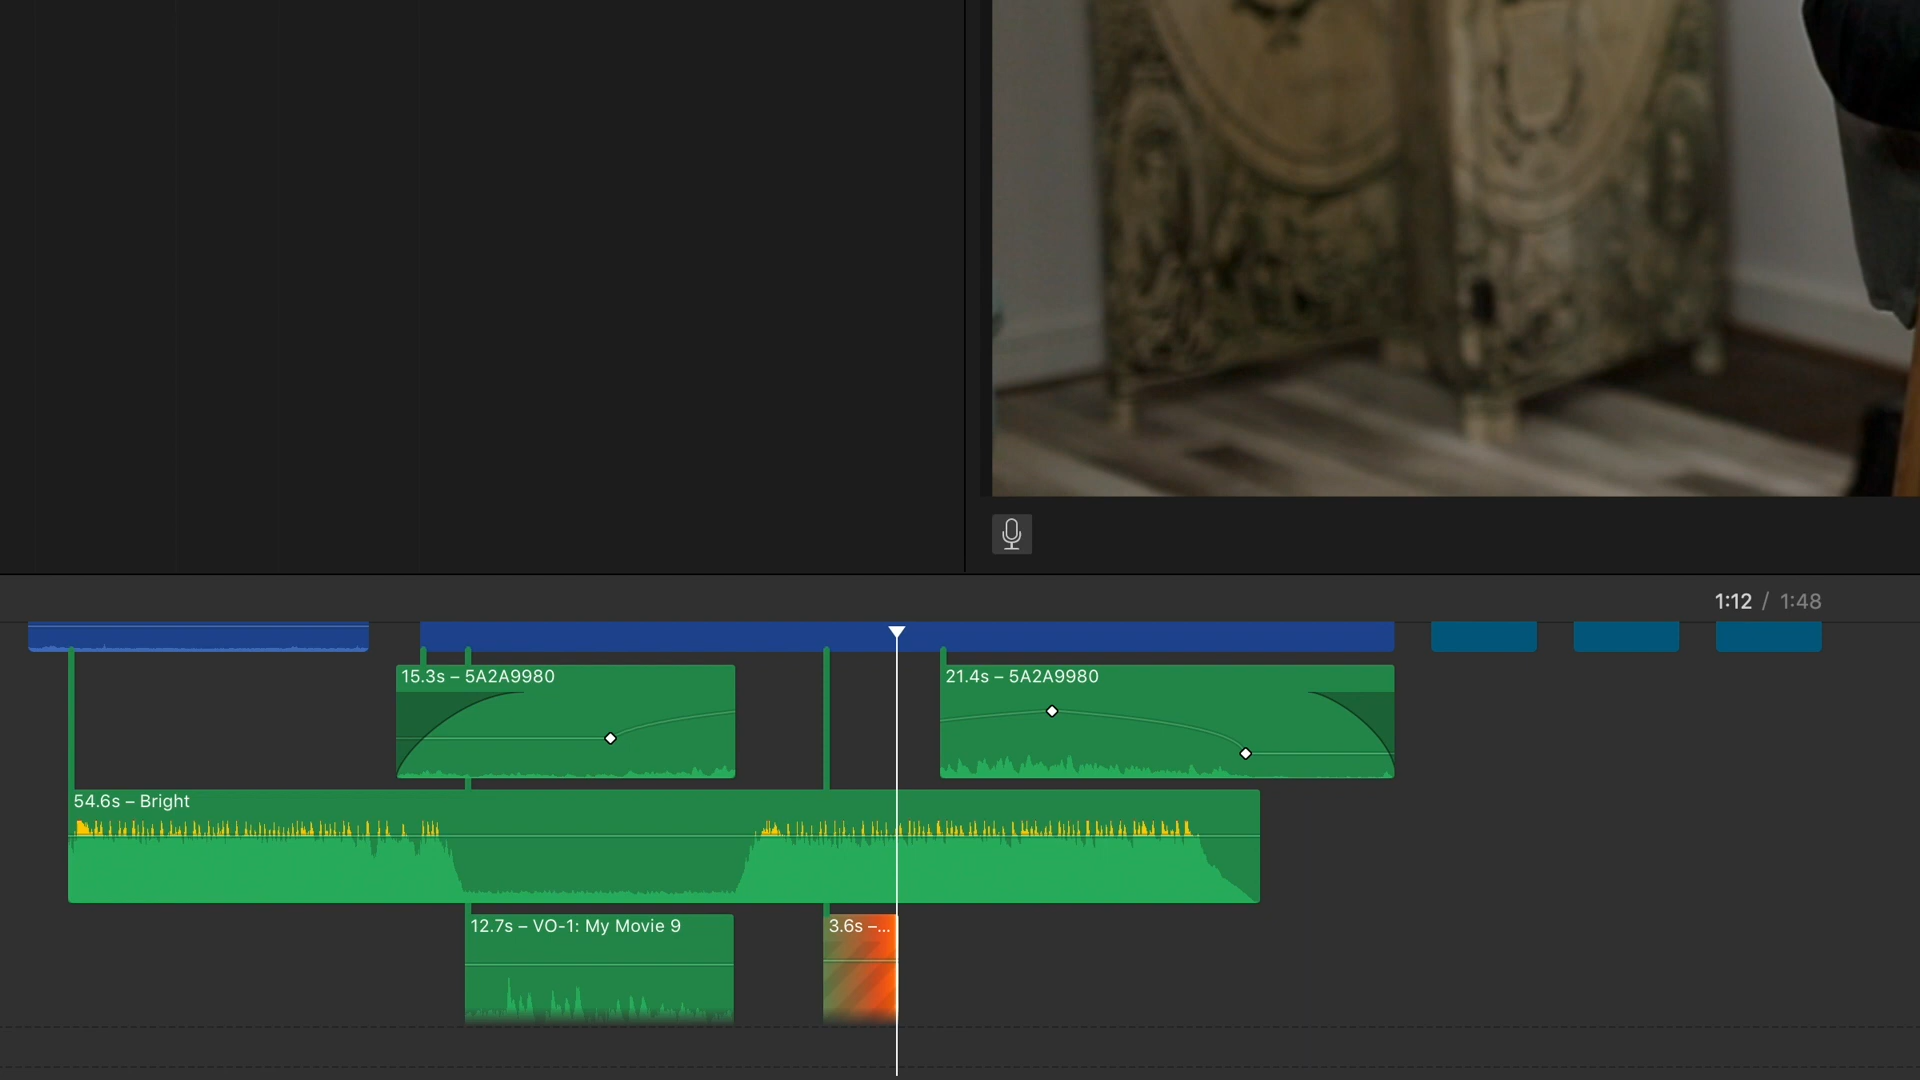 1:12 / 1:48
15.3s – 5A2A9980
21.4s – 5A2A9980
54.6s – Bright
12.7s – VO-1: My Movie 9
3.6s –...